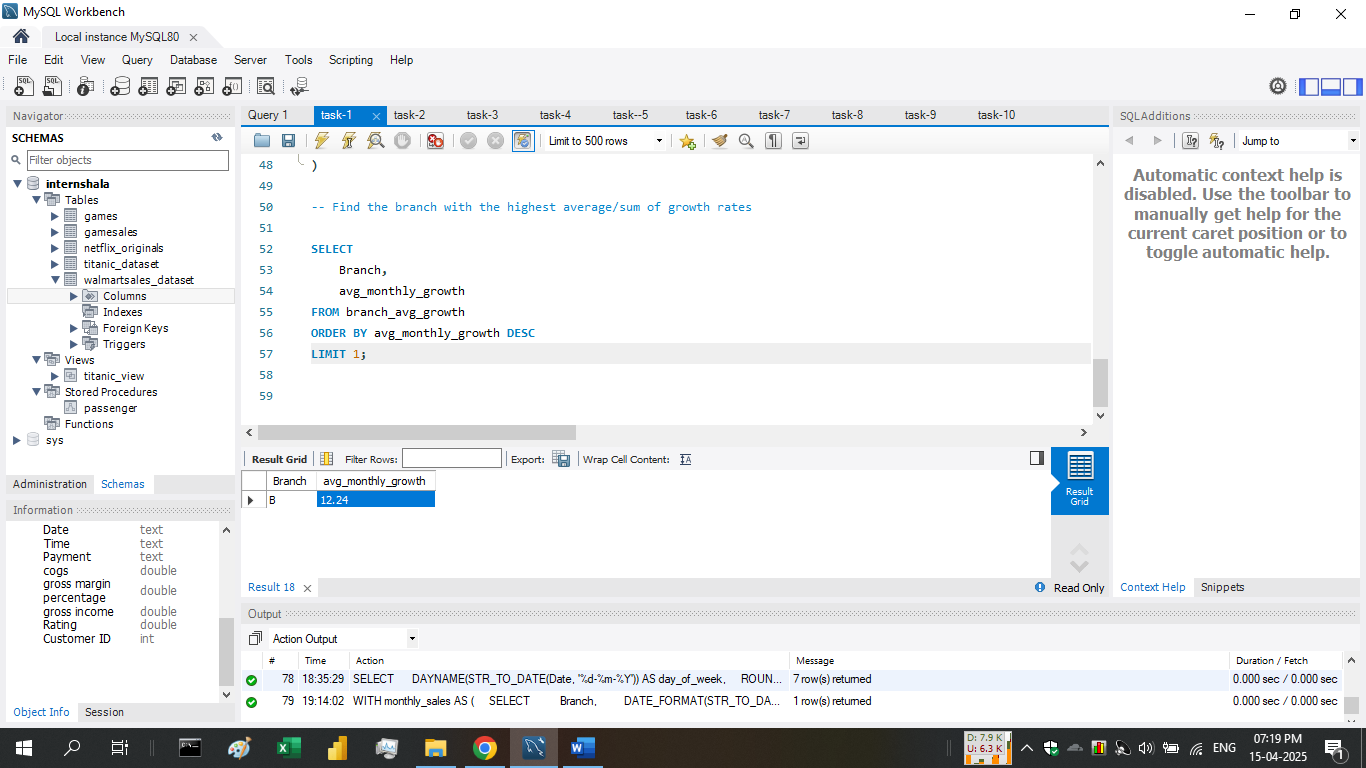 MySQL Workbench
Local instance MySQL80
File Edit View Query Database Server Tools Scripting Help
Navigator
SCHEMAS
Filter objects
internshala
Tables
games
gamesales
netflix_originals
titanic_dataset
walmartsales_dataset
Columns
Indexes
Foreign Keys
Triggers
Views
titanic_view
Stored Procedures
passenger
Functions
sys
Administration Schemas
Information
Date text
Time text
Payment text
cogs double
gross margin
percentage double
gross income double
Rating double
Customer ID int
Object Info Session
Query 1 task-1 task-2 task-3 task-4 task--5 task-6 task-7 task-8 task-9 task-10
Limit to 500 rows
48 )
49
50 -- Find the branch with the highest average/sum of growth rates
51
52 SELECT
53 Branch,
54 avg_monthly_growth
55 FROM branch_avg_growth
56 ORDER BY avg_monthly_growth DESC
57 LIMIT 1;
58
59
Result Grid Filter Rows: Export: Wrap Cell Content:
Branch avg_monthly_growth
B 12.24
Result
Grid
Result 18 Read Only
Output
Action Output
# Time Action Message Duration / Fetch
78 18:35:29 SELECT DAYNAME(STR_TO_DATE(Date, '%d-%m-%Y')) AS day_of_week, ROUN... 7 row(s) returned 0.000 sec / 0.000 sec
79 19:14:02 WITH monthly_sales AS ( SELECT Branch, DATE_FORMAT(STR_TO_DA... 1 row(s) returned 0.000 sec / 0.000 sec
SQLAdditions
Jump to
Automatic context help is
disabled. Use the toolbar to
manually get help for the
current caret position or to
toggle automatic help.
Context Help Snippets
D: 7.9 K
U: 6.3 K
ENG
07:19 PM
15-04-2025
1